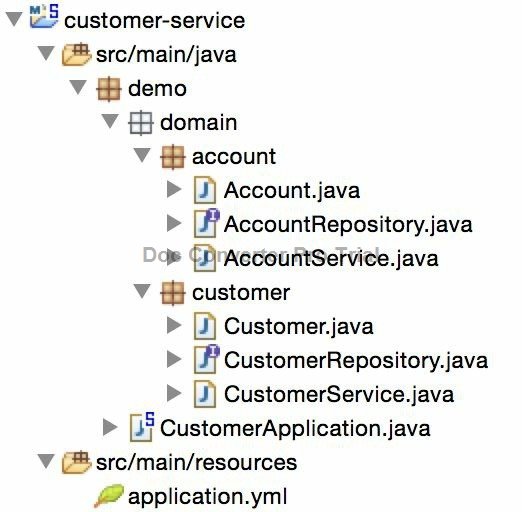 customer-service
src/main/java
demo
domain
account
Account.java
AccountRepository.java
Doc Converter Pro Trial
AccountService.java
customer
Customer.java
CustomerRepository.java
CustomerService.java
CustomerApplication.java
src/main/resources
application.yml